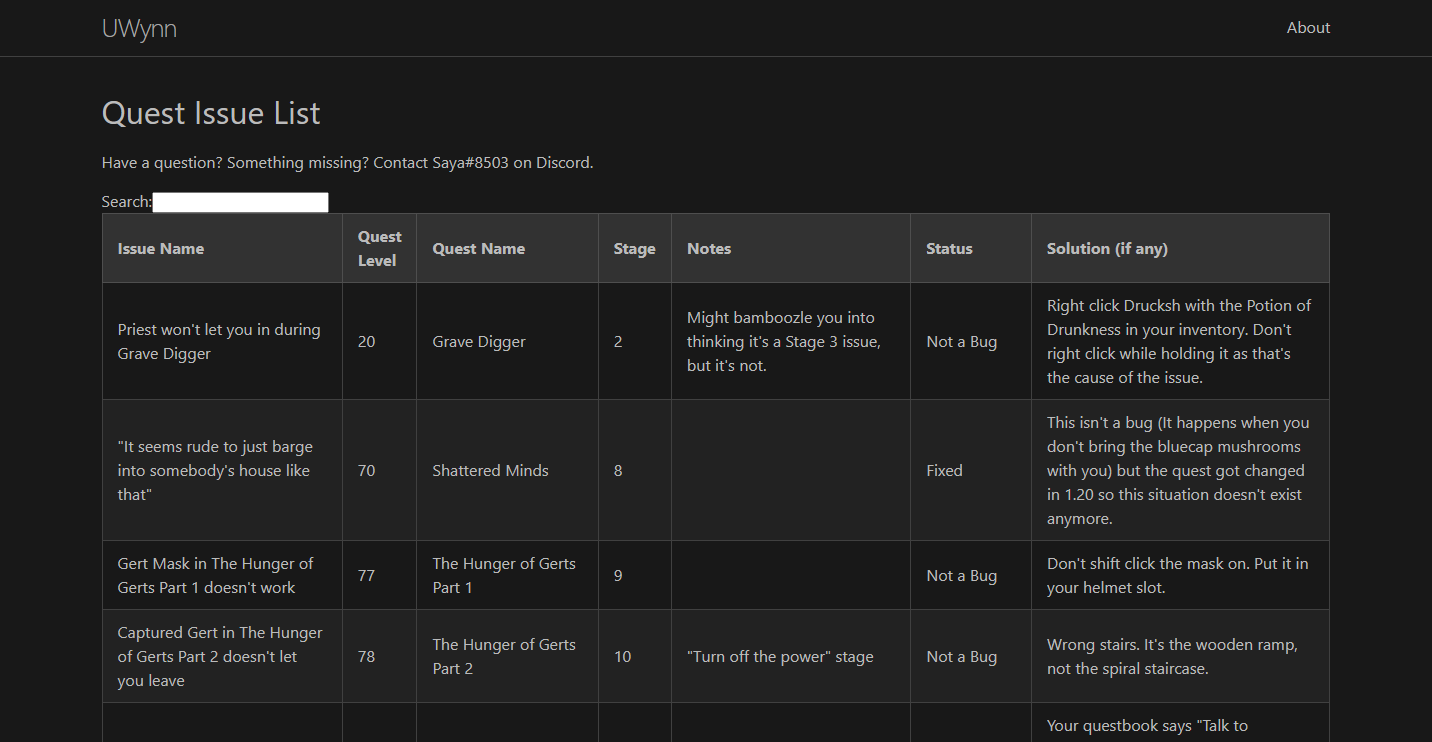 UWynn
About
Quest Issue List
Have a question? Something missing? Contact Saya#8503 on Discord.
Search:
Issue Name
Quest
Level
Quest Name
Stage
Notes
Status
Solution (if any)
Priest won't let you in during
Grave Digger
20
Grave Digger
2
Might bamboozle you into
thinking it's a Stage 3 issue,
but it's not.
Not a Bug
Right click Drucksh with the Potion of
Drunkness in your inventory. Don't
right click while holding it as that's
the cause of the issue.
"It seems rude to just barge
into somebody's house like
that"
70
Shattered Minds
8
Fixed
This isn't a bug (It happens when you
don't bring the bluecap mushrooms
with you) but the quest got changed
in 1.20 so this situation doesn't exist
anymore.
Gert Mask in The Hunger of
Gerts Part 1 doesn't work
77
The Hunger of Gerts
Part 1
9
Not a Bug
Don't shift click the mask on. Put it in
your helmet slot.
Captured Gert in The Hunger
of Gerts Part 2 doesn't let
you leave
78
The Hunger of Gerts
Part 2
10
"Turn off the power" stage
Not a Bug
Wrong stairs. It's the wooden ramp,
not the spiral staircase.
Your questbook says "Talk to